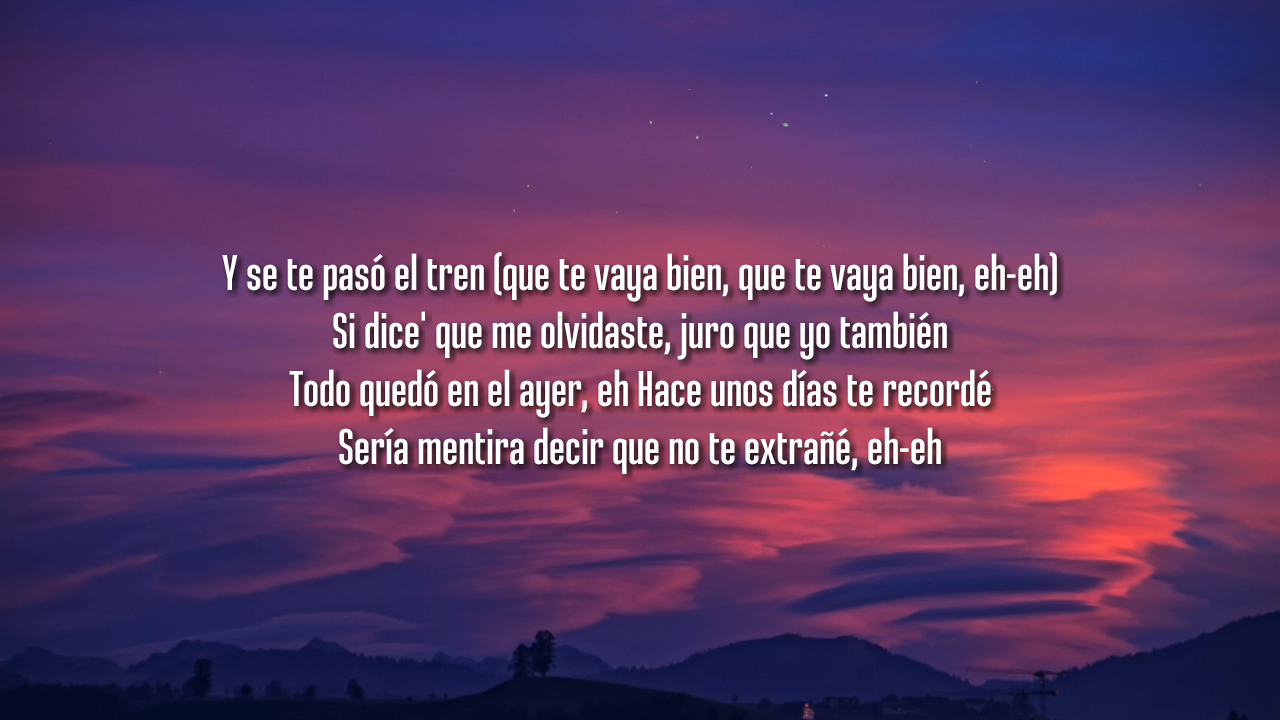 Y se te pasó el tren (que te vaya bien, que te vaya bien, eh-eh)
Si dice' que me olvidaste, juro que yo también
Todo quedó en el ayer, eh Hace unos días te recordé
Sería mentira decir que no te extrañé, eh-eh